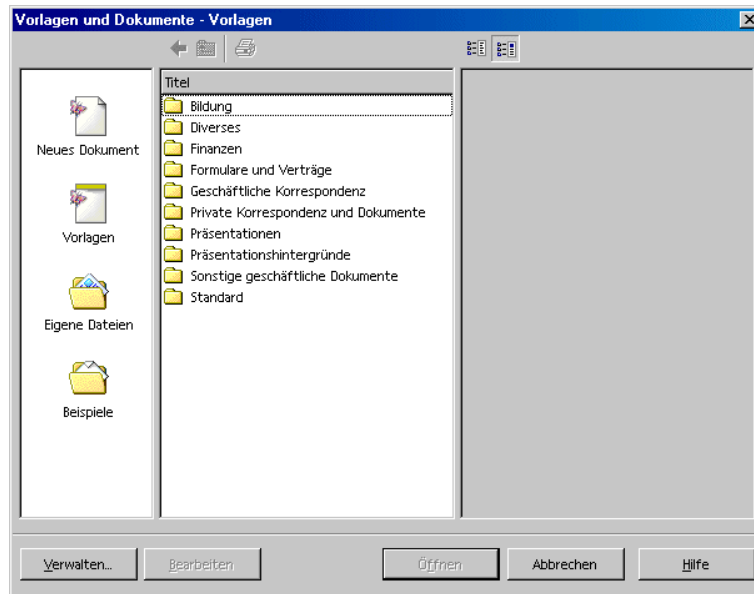 Vorlagen und Dokumente - Vorlagen
Neues Dokument
Vorlagen
Eigene Dateien
Beispiele
Titel
Bildung
Diverses
Finanzen
Formulare und Verträge
Geschäftliche Korrespondenz
Private Korrespondenz und Dokumente
Präsentationen
Präsentationshintergründe
Sonstige geschäftliche Dokumente
Standard
Verwalten...
Bearbeiten
Öffnen
Abbrechen
Hilfe